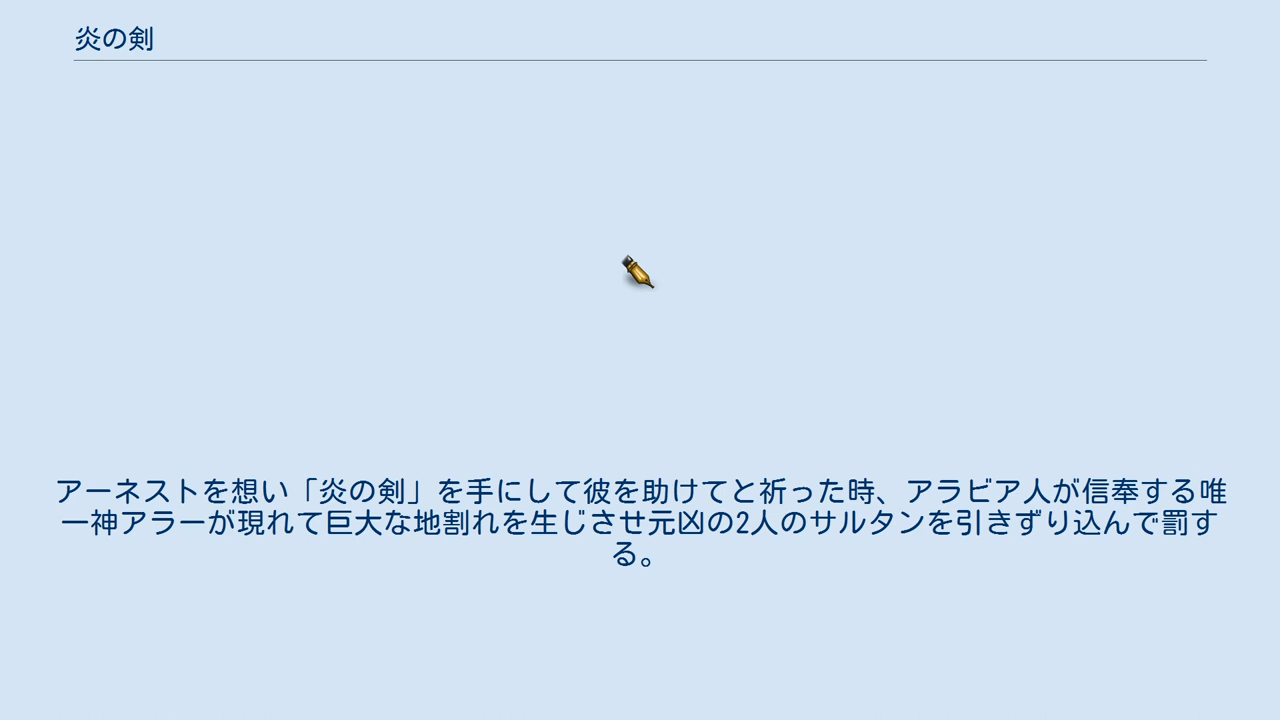 炎の剣
アーネストを想い「炎の剣」を手にして彼を助けてと祈った時、アラビア人が信奉する唯
一神アラーが現れて巨大な地割れを生じさせ元凶の2人のサルタンを引きずり込んで罰す
る。